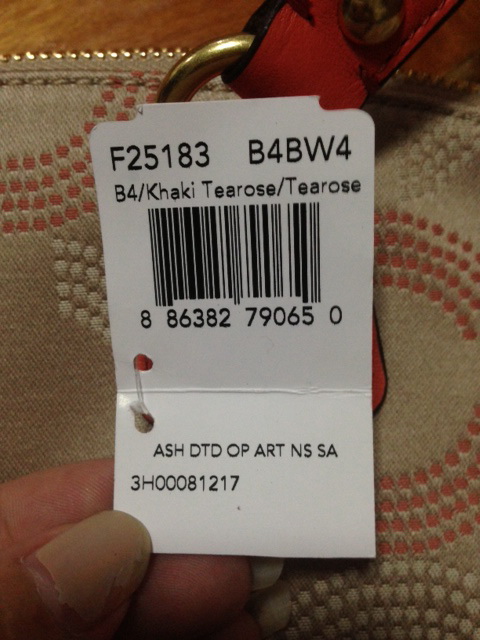 F25183 B4BW4
B4/Khaki Tearose/Tearose
8 86382 79065 0
ASH DTD OP ART NS SA
3H00081217